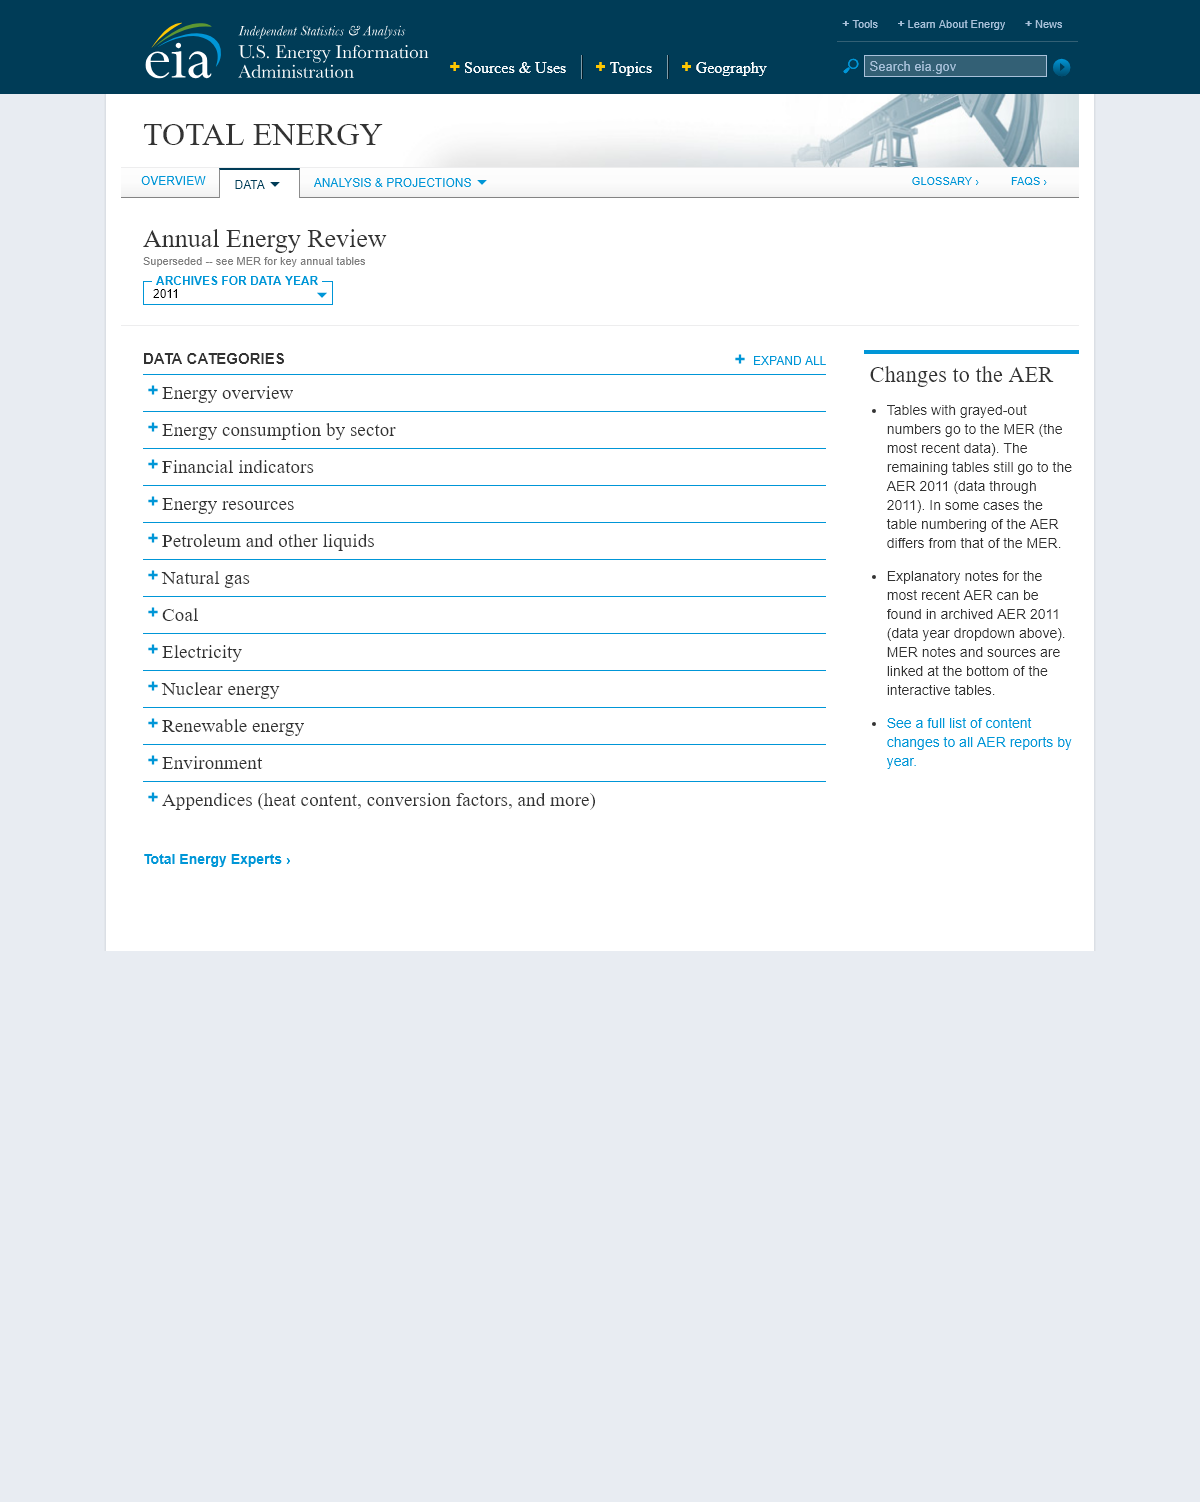 + Tools + Learn About Energy + News
eia
Independent Statistics & Analysis
U.S. Energy Information
Administration
+ Sources & Uses + Topics + Geography
Search eia.gov
TOTAL ENERGY
OVERVIEW DATA ANALYSIS & PROJECTIONS GLOSSARY › FAQS ›
Annual Energy Review
Superseded -- see MER for key annual tables
ARCHIVES FOR DATA YEAR
2011
DATA CATEGORIES
+ EXPAND ALL
+ Energy overview
+ Energy consumption by sector
+ Financial indicators
+ Energy resources
+ Petroleum and other liquids
+ Natural gas
+ Coal
+ Electricity
+ Nuclear energy
+ Renewable energy
+ Environment
+ Appendices (heat content, conversion factors, and more)
Total Energy Experts ›
Changes to the AER
• Tables with grayed-out
numbers go to the MER (the
most recent data). The
remaining tables still go to the
AER 2011 (data through
2011). In some cases the
table numbering of the AER
differs from that of the MER.
• Explanatory notes for the
most recent AER can be
found in archived AER 2011
(data year dropdown above).
MER notes and sources are
linked at the bottom of the
interactive tables.
• See a full list of content
changes to all AER reports by
year.